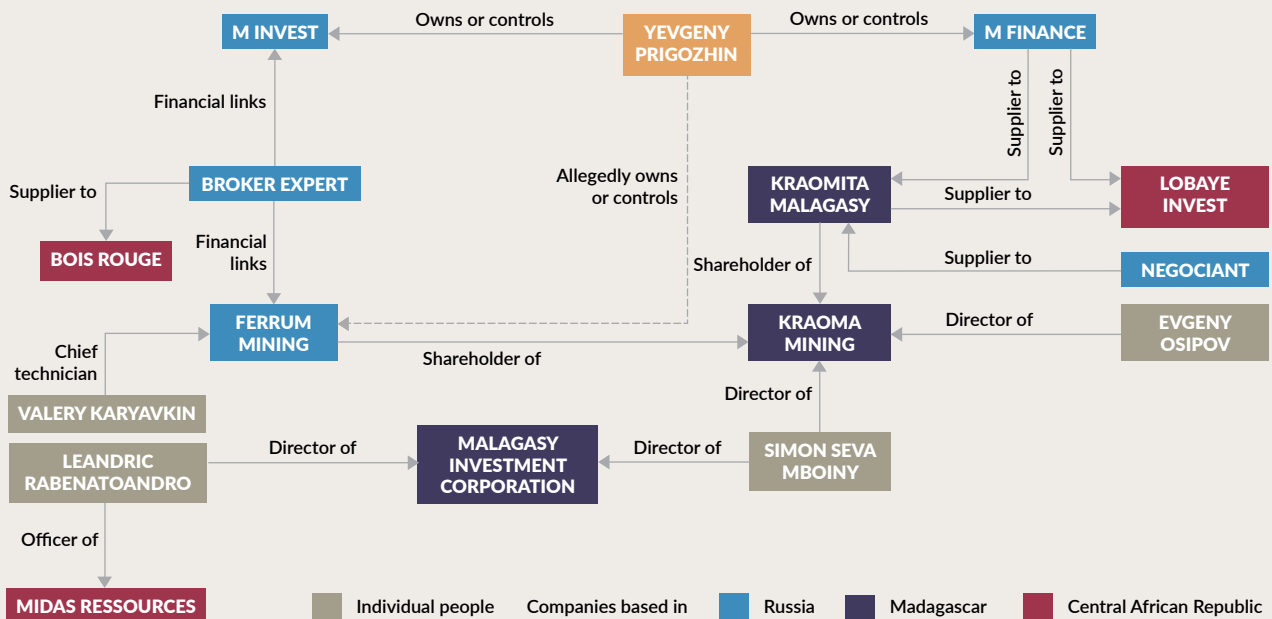 M INVEST
Owns or controls
YEVGENY
PRIGOZHIN
Owns or controls
M FINANCE
Financial links
Supplier to
Supplier to
Supplier to
BROKER EXPERT
Allegedly owns
or controls
KRAOMITA
MALAGASY
Supplier to
LOBAYE
INVEST
BOIS ROUGE
Financial
links
Shareholder of
Supplier to
NEGOCIANT
FERRUM
MINING
KRAOMA
MINING
Director of
EVGENY
OSIPOV
Chief
technician
Shareholder of
Director of
VALERY KARYAVKIN
LEANDRIC
RABENATOANDRO
Director of
MALAGASY
INVESTMENT
CORPORATION
Director of
SIMON SEVA
MBOINY
Officer of
MIDAS RESSOURCES
Individual people
Companies based in
Russia
Madagascar
Central African Republic